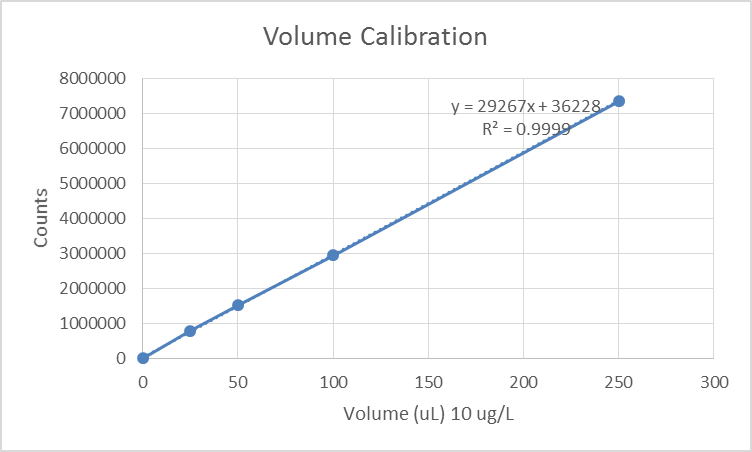 Volume Calibration
8000000
7000000
6000000
5000000
4000000
3000000
2000000
1000000
0
Counts
y = 29267x + 36228
R² = 0.9999
0 50 100 150 200 250 300
Volume (uL) 10 ug/L